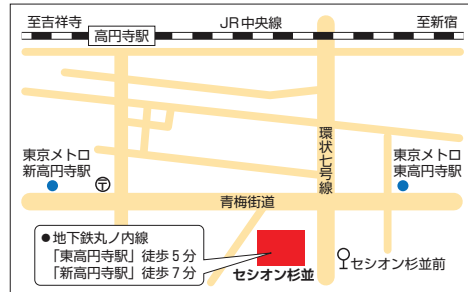 至吉祥寺
JR中央線
至新宿
高円寺駅
環状七号線
東京メトロ
新高円寺駅
東京メトロ
東高円寺駅
青梅街道
●地下鉄丸ノ内線
「東高円寺駅」徒歩5分
「新高円寺駅」徒歩7分
セシオン杉並
セシオン杉並前